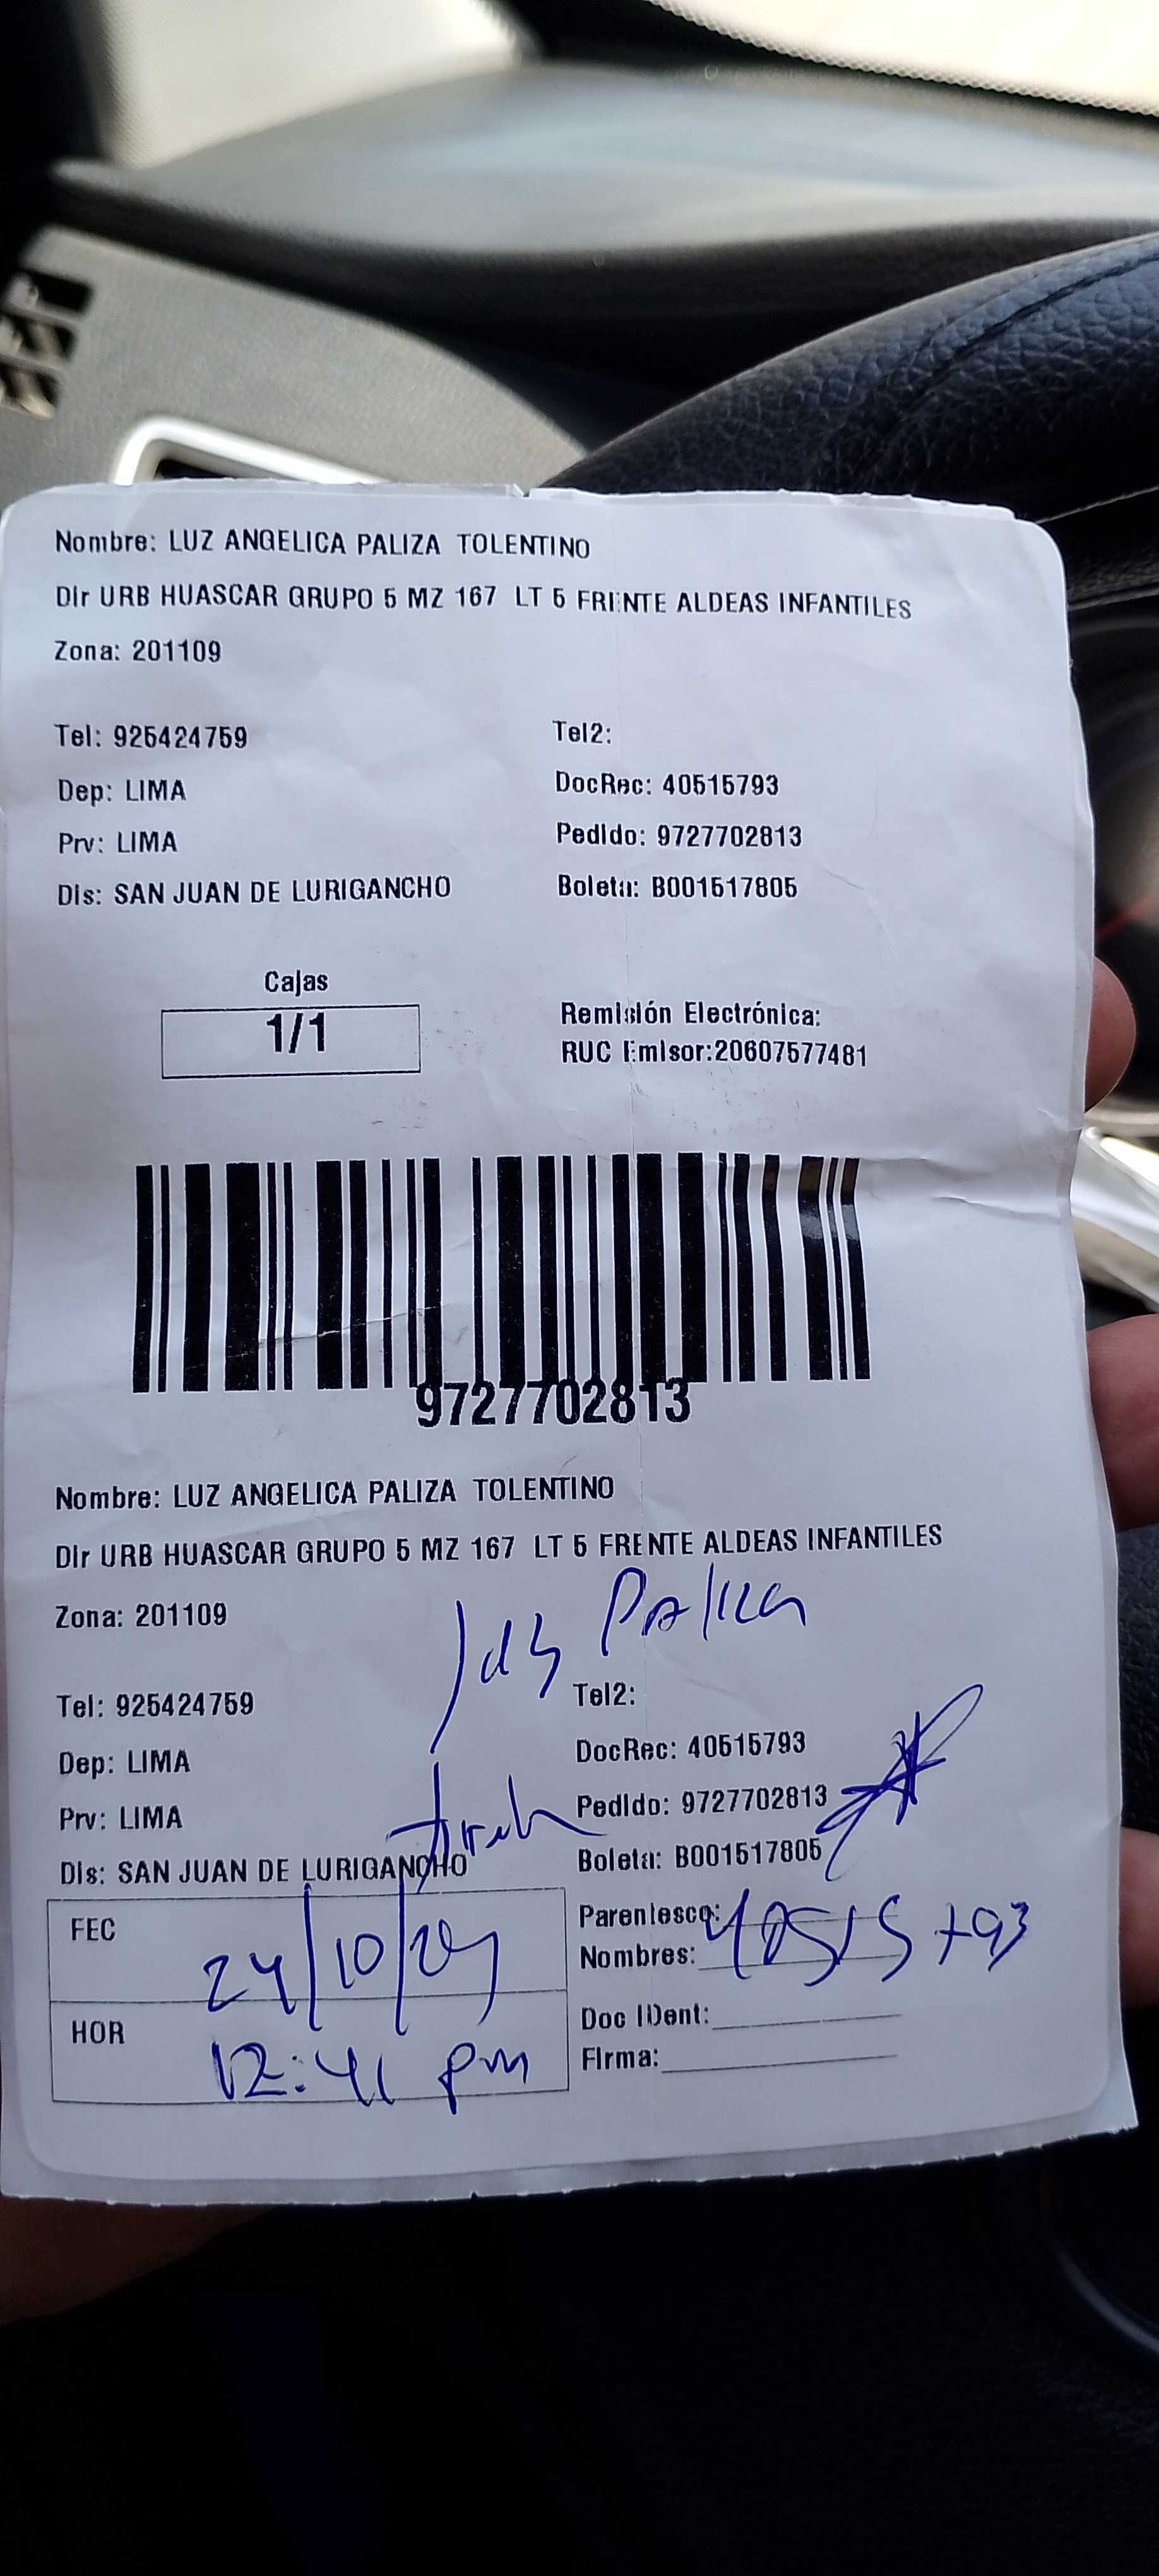 Nombre: LUZ ANGELICA PALIZA TOLENTINO
Dir URB HUASCAR GRUPO 5 MZ 167 LT 5 FRENTE ALDEAS INFANTILES
Zona: 201109
Tel: 925424759 Tel2:
Dep: LIMA DocRec: 40515793
Prv: LIMA Pedido: 9727702813
Dis: SAN JUAN DE LURIGANCHO Boleta: B001517805
Cajas
1/1
Remisión Electrónica:
RUC Emisor:20607577481
9727702813
Nombre: LUZ ANGELICA PALIZA TOLENTINO
Dir URB HUASCAR GRUPO 5 MZ 167 LT 5 FRENTE ALDEAS INFANTILES
Zona: 201109
Paliza
Tel: 925424759 Tel2:
Dep: LIMA DocRec: 40515793
Prv: LIMA Pedido: 9727702813
Dis: SAN JUAN DE LURIGANCHO Boleta: B001517805
FEC 24/10/24 Parentesco:
Nombres: 40515793
HOR 12:41 pm Doc IDent:
Firma: